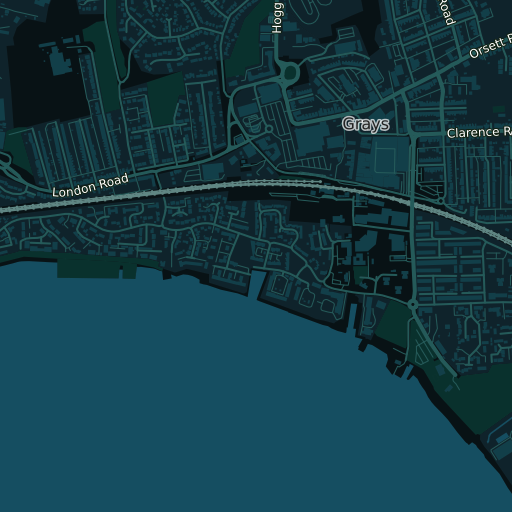 Hogg
Road
Orsett R
Grays
Clarence R
London Road